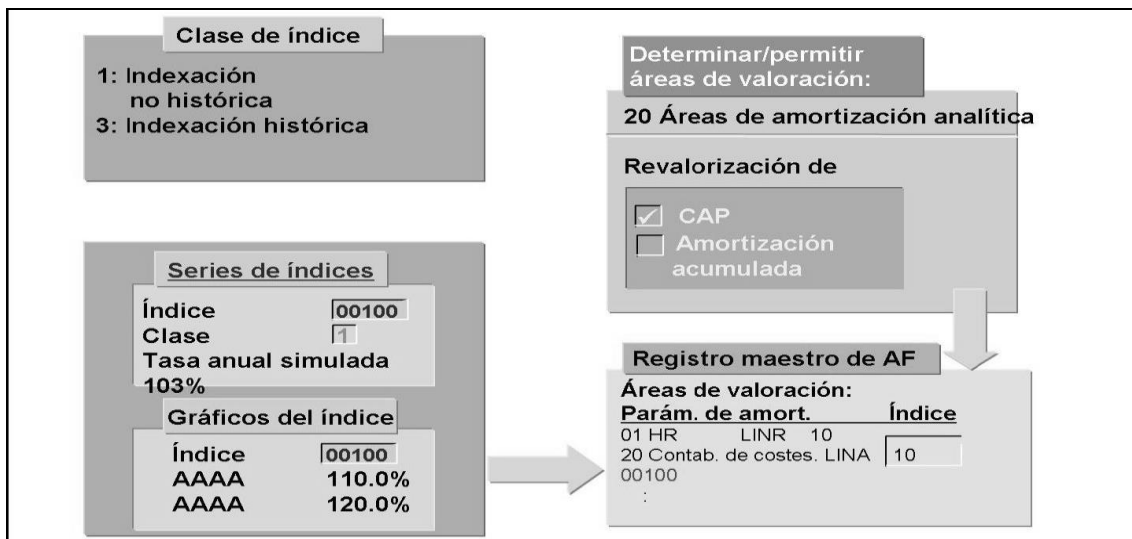 Clase de índice
1: Indexación
no histórica
3: Indexación histórica
Series de índices
Índice 00100
Clase 1
Tasa anual simulada
103%
Gráficos del índice
Índice 00100
AAAA 110.0%
AAAA 120.0%
Determinar/permitir
áreas de valoración:
20 Áreas de amortización analítica
Revalorización de
CAP
Amortización
acumulada
Registro maestro de AF
Áreas de valoración:
Parám. de amort. Índice
01 HR LINR 10
20 Contab. de costes. LINA 10
00100
: